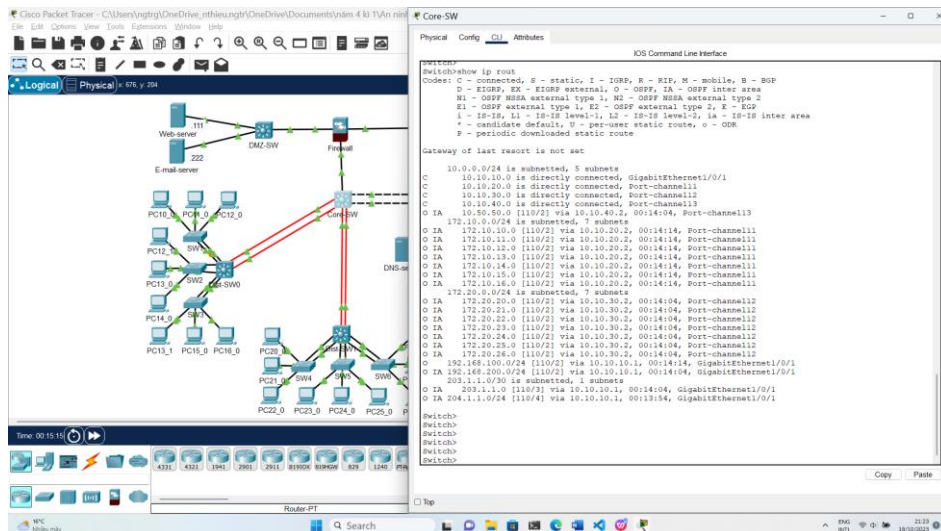 Cisco Packet Tracer - C:\Users\ngtrg\OneDrive_nthieu.ngtr\OneDrive\Documents\năm 4 kì 1\An ninh
File Edit Options View Tools Extensions Window Help
Logical Physical x: 676, y: 204
Web-server
.111
DMZ-SW
Firewall
.222
E-mail-server
PC10_0 PC12_0
Core-SW
SW1
PC12_1
DNS-se
SW2
PC13_0
SW3
PC14_0
PC13_1 PC15_0 PC16_0
PC20_0
PC21_0 SW4 SW5 SW6
PC22_0 PC23_0 PC24_0 PC25_0
Time: 00:15:15
4331 4321 1941 2901 2911 819HGW 829 1240
Router-PT
Core-SW
Physical Config CLI Attributes
IOS Command Line Interface
Switch>
Switch>show ip rout
Codes: C - connected, S - static, I - IGRP, R - RIP, M - mobile, B - BGP
D - EIGRP, EX - EIGRP external, O - OSPF, IA - OSPF inter area
N1 - OSPF NSSA external type 1, N2 - OSPF NSSA external type 2
E1 - OSPF external type 1, E2 - OSPF external type 2, E - EGP
i - IS-IS, L1 - IS-IS level-1, L2 - IS-IS level-2, ia - IS-IS inter area
* - candidate default, U - per-user static route, o - ODR
P - periodic downloaded static route
Gateway of last resort is not set
10.0.0.0/24 is subnetted, 5 subnets
C 10.10.10.0 is directly connected, GigabitEthernet1/0/1
C 10.10.20.0 is directly connected, Port-channel11
C 10.10.30.0 is directly connected, Port-channel12
C 10.10.40.0 is directly connected, Port-channel13
O IA 10.50.50.0 [110/2] via 10.10.40.2, 00:14:04, Port-channel13
172.10.0.0/24 is subnetted, 7 subnets
O IA 172.10.10.0 [110/2] via 10.10.20.2, 00:14:14, Port-channel11
O IA 172.10.11.0 [110/2] via 10.10.20.2, 00:14:14, Port-channel11
O IA 172.10.12.0 [110/2] via 10.10.20.2, 00:14:14, Port-channel11
O IA 172.10.13.0 [110/2] via 10.10.20.2, 00:14:14, Port-channel11
O IA 172.10.14.0 [110/2] via 10.10.20.2, 00:14:14, Port-channel11
O IA 172.10.15.0 [110/2] via 10.10.20.2, 00:14:14, Port-channel11
O IA 172.10.16.0 [110/2] via 10.10.20.2, 00:14:14, Port-channel11
172.20.0.0/24 is subnetted, 7 subnets
O IA 172.20.20.0 [110/2] via 10.10.30.2, 00:14:04, Port-channel12
O IA 172.20.21.0 [110/2] via 10.10.30.2, 00:14:04, Port-channel12
O IA 172.20.22.0 [110/2] via 10.10.30.2, 00:14:04, Port-channel12
O IA 172.20.23.0 [110/2] via 10.10.30.2, 00:14:04, Port-channel12
O IA 172.20.24.0 [110/2] via 10.10.30.2, 00:14:04, Port-channel12
O IA 172.20.25.0 [110/2] via 10.10.30.2, 00:14:04, Port-channel12
O IA 172.20.26.0 [110/2] via 10.10.30.2, 00:14:04, Port-channel12
O 192.168.100.0/24 [110/2] via 10.10.10.1, 00:14:14, GigabitEthernet1/0/1
O IA 192.168.200.0/24 [110/2] via 10.10.10.1, 00:14:04, GigabitEthernet1/0/1
203.1.1.0/30 is subnetted, 1 subnets
O IA 203.1.1.0 [110/3] via 10.10.10.1, 00:14:04, GigabitEthernet1/0/1
O IA 204.1.1.0/24 [110/4] via 10.10.10.1, 00:13:54, GigabitEthernet1/0/1
Switch>
Switch>
Switch>
Switch>
Switch>
Copy Paste
Top
Search
ENG
INTL
21:23
19/10/2023